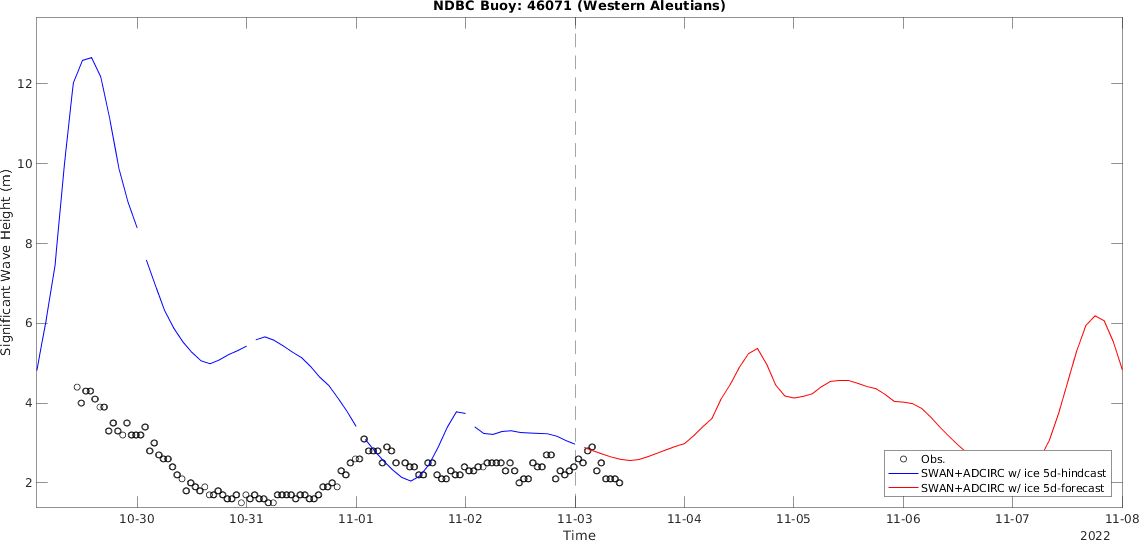 NDBC Buoy: 46071 (Western Aleutians)
Significant Wave Height (m)
12
10
8
6
4
2
Obs.
SWAN+ADCIRC w/ ice 5d-hindcast
SWAN+ADCIRC w/ ice 5d-forecast
10-30 10-31 11-01 11-02 11-03 11-04 11-05 11-06 11-07 11-08
Time
2022